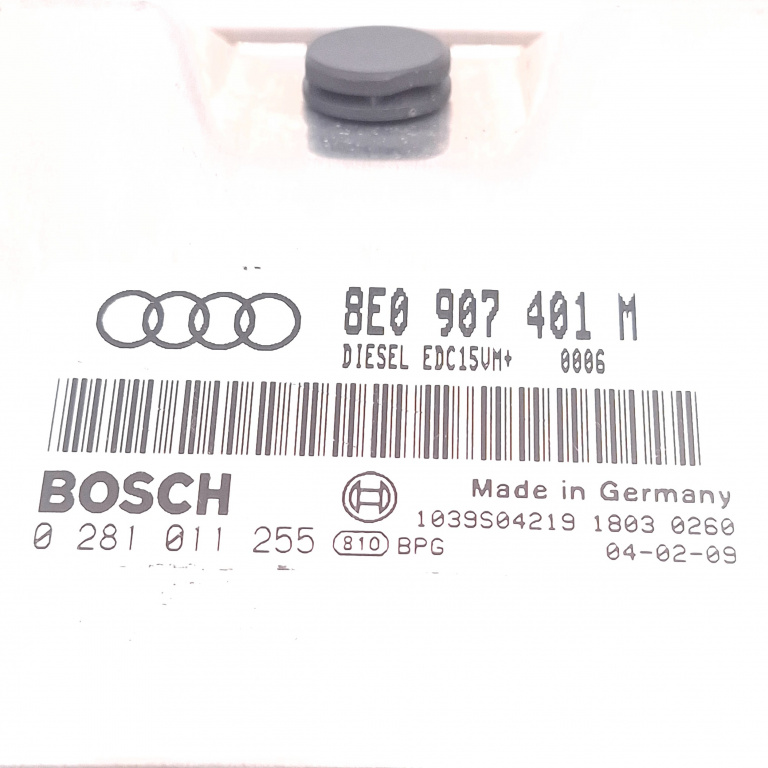 8E0 907 401 M
DIESEL EDC15VM+ 0006
BOSCH
Made in Germany
1039S04219 1803 0260
0 281 011 255 810 BPG
04-02-09